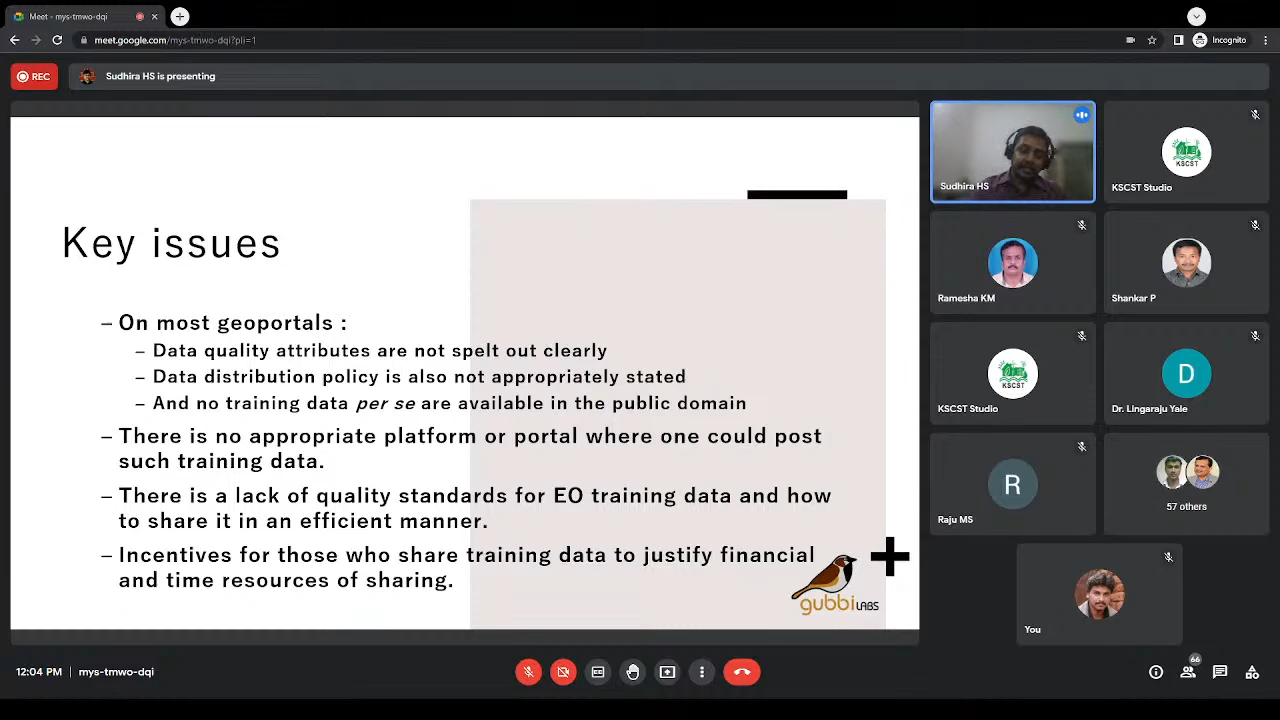 Meet - mys-tmwo-dqi
meet.google.com/mys-tmwo-dqi?pli=1
Incognito
REC
Sudhira HS is presenting
Key issues
– On most geoportals :
– Data quality attributes are not spelt out clearly
– Data distribution policy is also not appropriately stated
– And no training data per se are available in the public domain
– There is no appropriate platform or portal where one could post
such training data.
– There is a lack of quality standards for EO training data and how
to share it in an efficient manner.
– Incentives for those who share training data to justify financial
and time resources of sharing.
gubbi LABS
Sudhira HS
KSCST
KSCST Studio
Ramesha KM
Shankar P
KSCST
KSCST Studio
D
Dr. Lingaraju Yale
R
Raju MS
57 others
You
12:04 PM | mys-tmwo-dqi
66